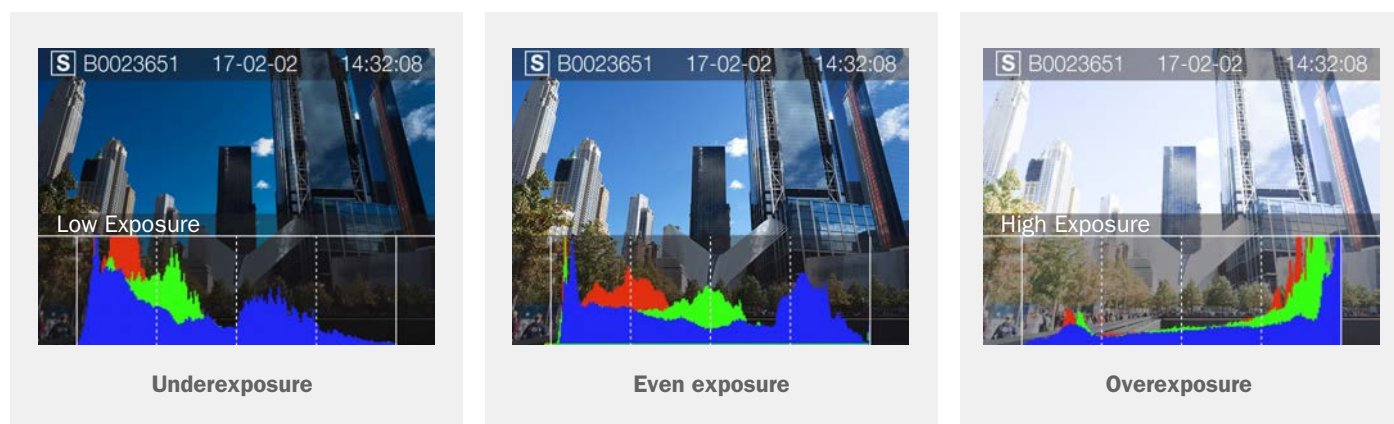 S B0023651 17-02-02 14:32:08
Low Exposure
Underexposure
S B0023651 17-02-02 14:32:08
Even exposure
S B0023651 17-02-02 14:32:08
High Exposure
Overexposure